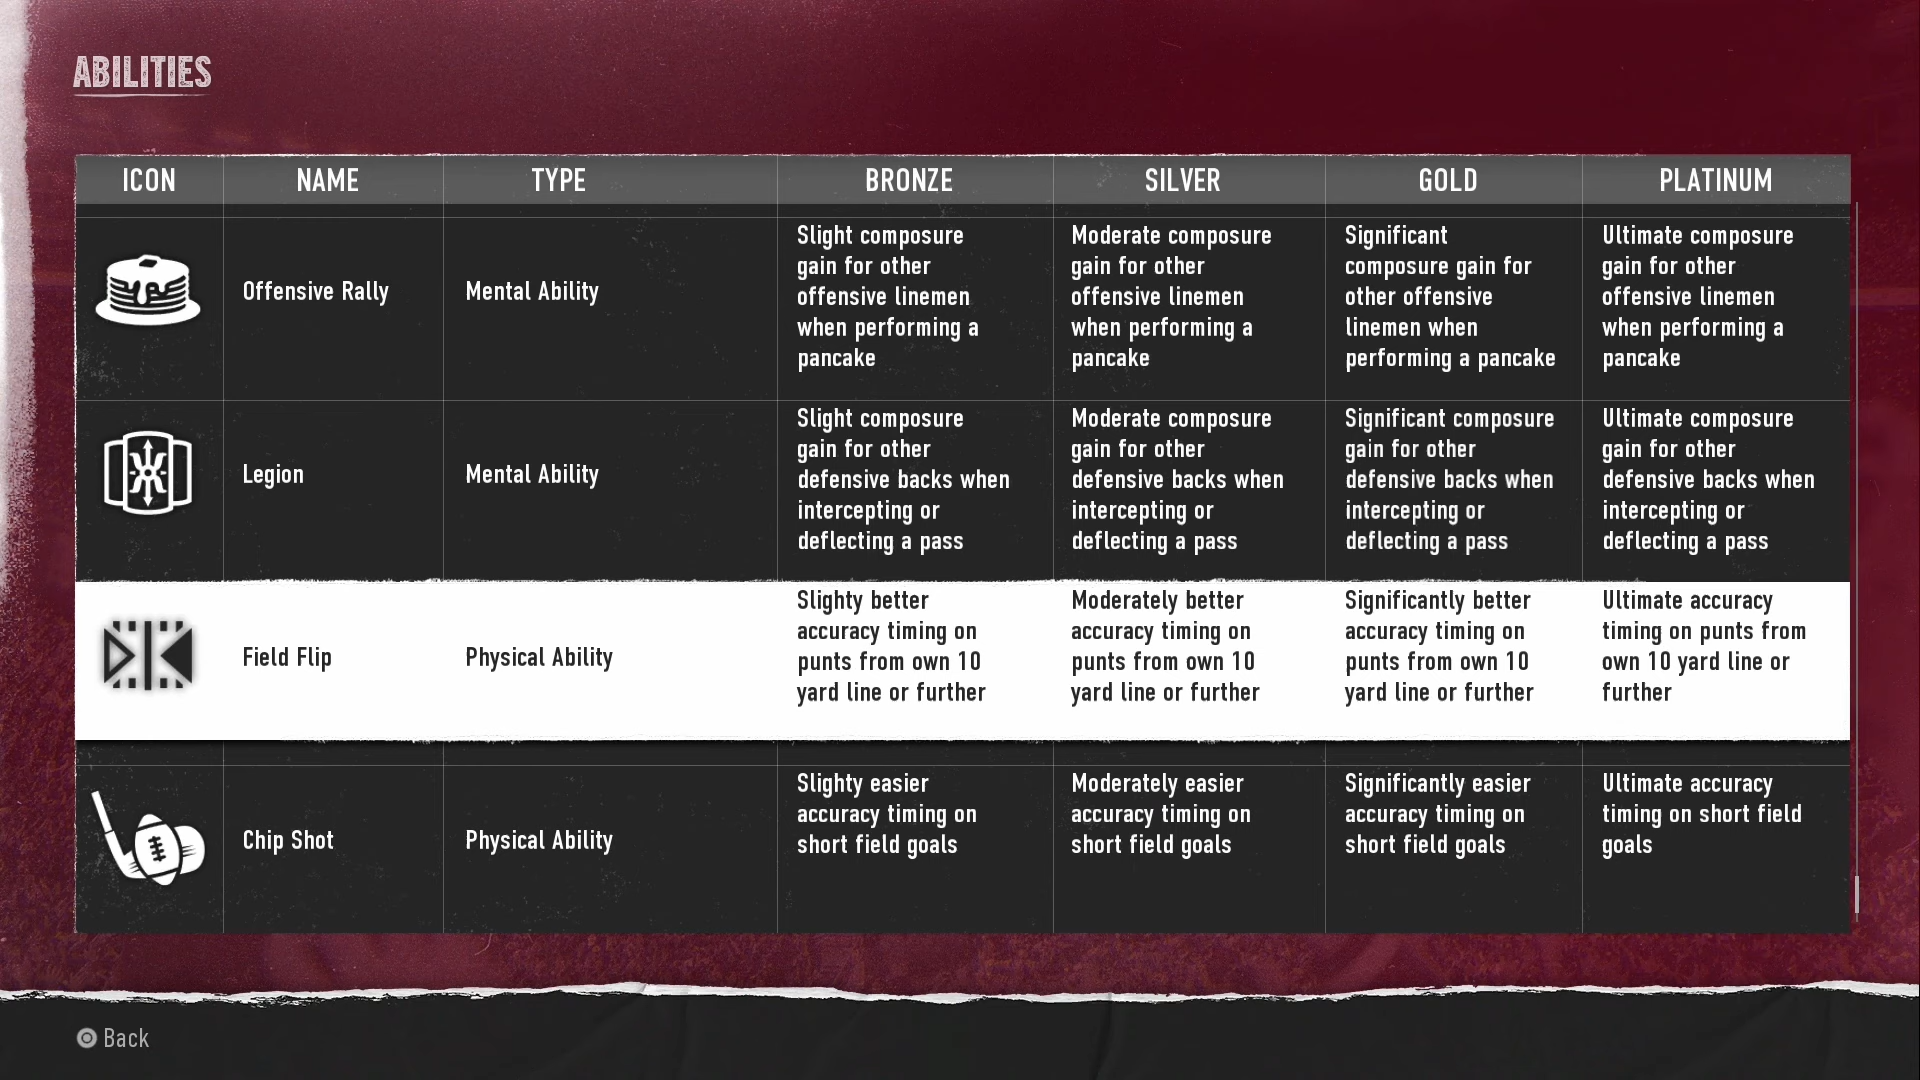 ABILITIES
ICON NAME TYPE BRONZE SILVER GOLD PLATINUM
Offensive Rally
Mental Ability
Slight composure
gain for other
offensive linemen
when performing a
pancake
Moderate composure
gain for other
offensive linemen
when performing a
pancake
Significant
composure gain for
other offensive
linemen when
performing a pancake
Ultimate composure
gain for other
offensive linemen
when performing a
pancake
Legion
Mental Ability
Slight composure
gain for other
defensive backs when
intercepting or
deflecting a pass
Moderate composure
gain for other
defensive backs when
intercepting or
deflecting a pass
Significant composure
gain for other
defensive backs when
intercepting or
deflecting a pass
Ultimate composure
gain for other
defensive backs when
intercepting or
deflecting a pass
Field Flip
Physical Ability
Slighty better
accuracy timing on
punts from own 10
yard line or further
Moderately better
accuracy timing on
punts from own 10
yard line or further
Significantly better
accuracy timing on
punts from own 10
yard line or further
Ultimate accuracy
timing on punts from
own 10 yard line or
further
Chip Shot
Physical Ability
Slighty easier
accuracy timing on
short field goals
Moderately easier
accuracy timing on
short field goals
Significantly easier
accuracy timing on
short field goals
Ultimate accuracy
timing on short field
goals
Back